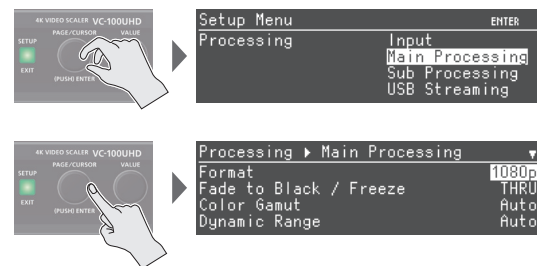 4K VIDEO SCALER VC-100UHD
PAGE/CURSOR VALUE
SETUP
EXIT
(PUSH) ENTER
Setup Menu ENTER
Processing Input
Main Processing
Sub Processing
USB Streaming
4K VIDEO SCALER VC-100UHD
PAGE/CURSOR VALUE
SETUP
EXIT
(PUSH) ENTER
Processing ▶ Main Processing ▼
Format 1080p
Fade to Black / Freeze THRU
Color Gamut Auto
Dynamic Range Auto